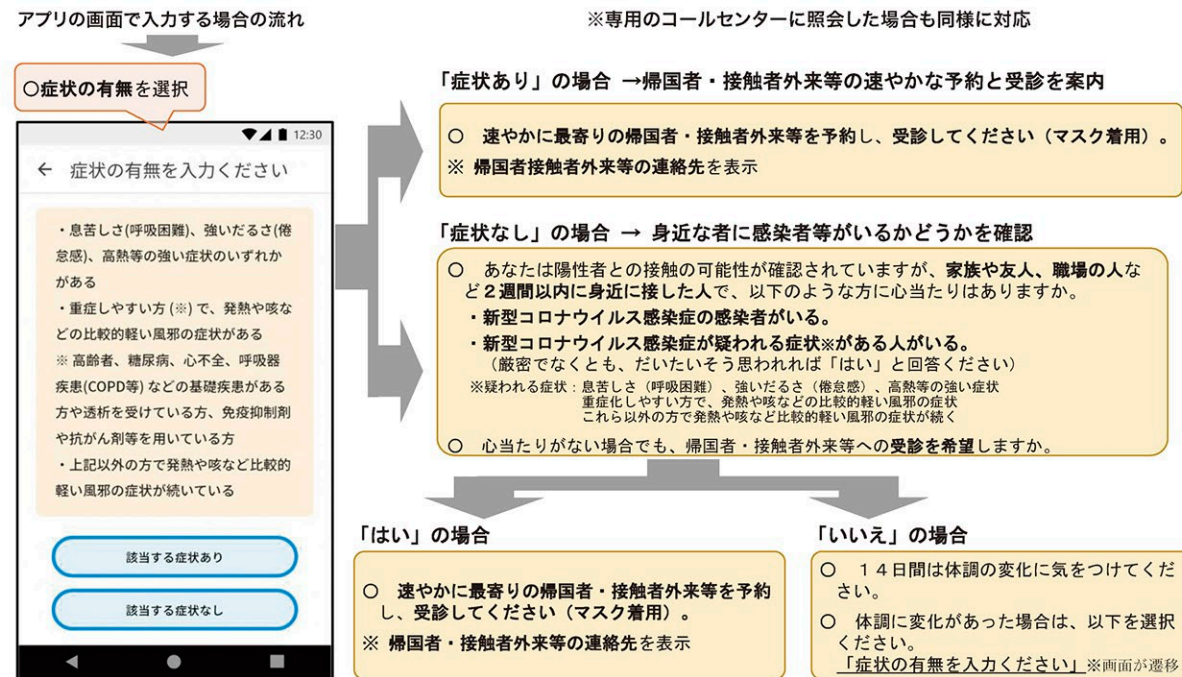 アプリの画面で入力する場合の流れ
※専用のコールセンターに照会した場合も同様に対応
〇症状の有無を選択
12:30
← 症状の有無を入力ください
・息苦しさ(呼吸困難)、強いだるさ(倦
怠感)、高熱等の強い症状のいずれか
がある
・重症しやすい方 (※) で、発熱や咳な
どの比較的軽い風邪の症状がある
※ 高齢者、糖尿病、心不全、呼吸器
疾患(COPD等) などの基礎疾患がある
方や透析を受けている方、免疫抑制剤
や抗がん剤等を用いている方
・上記以外の方で発熱や咳など比較的
軽い風邪の症状が続いている
該当する症状あり
該当する症状なし
「症状あり」の場合 →帰国者・接触者外来等の速やかな予約と受診を案内
〇 速やかに最寄りの帰国者・接触者外来等を予約し、受診してください（マスク着用）。
※ 帰国者接触者外来等の連絡先を表示
「症状なし」の場合 → 身近な者に感染者等がいるかどうかを確認
〇 あなたは陽性者との接触の可能性が確認されていますが、家族や友人、職場の人な
ど２週間以内に身近に接した人で、以下のような方に心当たりはありますか。
・新型コロナウイルス感染症の感染者がいる。
・新型コロナウイルス感染症が疑われる症状※がある人がいる。
（厳密でなくとも、だいたいそう思われれば「はい」と回答ください）
※疑われる症状：息苦しさ（呼吸困難）、強いだるさ（倦怠感）、高熱等の強い症状
重症化しやすい方で、発熱や咳などの比較的軽い風邪の症状
これら以外の方で発熱や咳など比較的軽い風邪の症状が続く
〇 心当たりがない場合でも、帰国者・接触者外来等への受診を希望しますか。
「はい」の場合
〇 速やかに最寄りの帰国者・接触者外来等を予約
し、受診してください（マスク着用）。
※ 帰国者・接触者外来等の連絡先を表示
「いいえ」の場合
〇 １４日間は体調の変化に気をつけてくだ
さい。
〇 体調に変化があった場合は、以下を選択
ください。
「症状の有無を入力ください」※画面が遷移